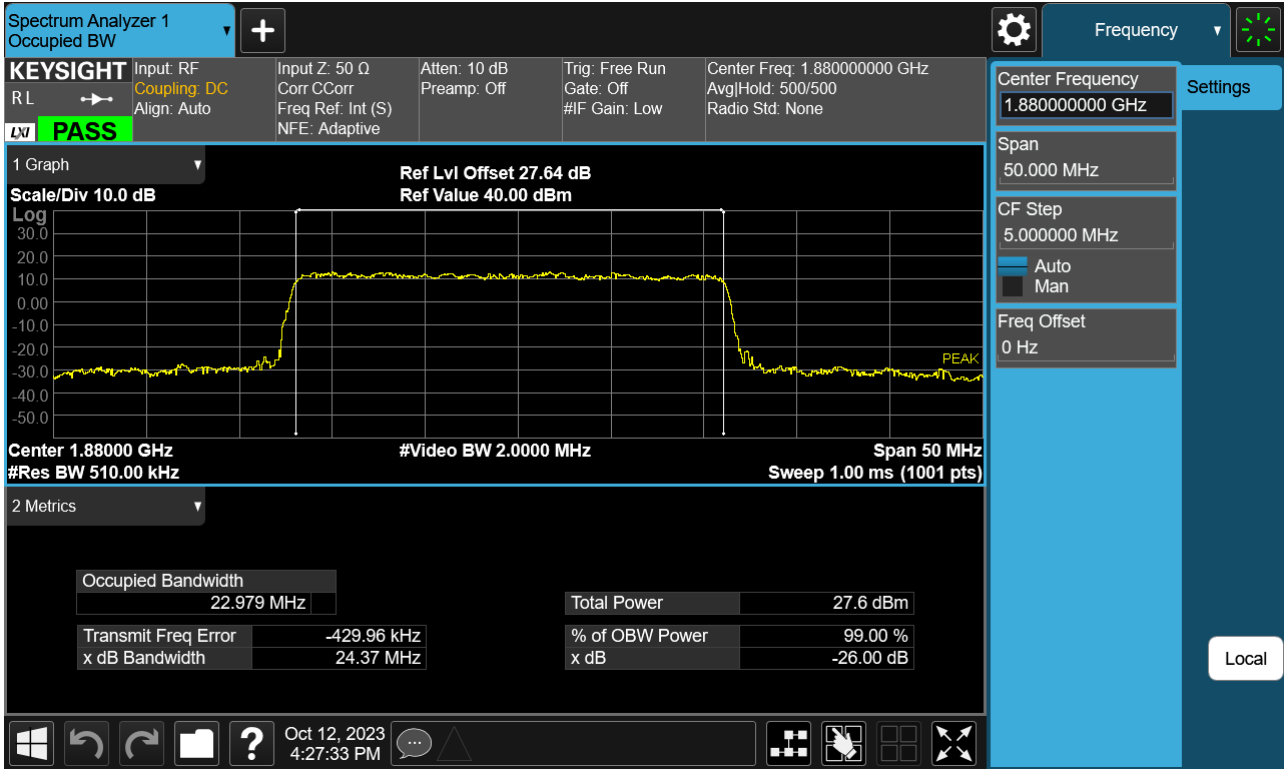 Spectrum Analyzer 1
Occupied BW
Frequency
KEYSIGHT
R L
LXI PASS
Input: RF
Coupling: DC
Align: Auto
Input Z: 50 Ω
Corr CCorr
Freq Ref: Int (S)
NFE: Adaptive
Atten: 10 dB
Preamp: Off
Trig: Free Run
Gate: Off
#IF Gain: Low
Center Freq: 1.880000000 GHz
Avg|Hold: 500/500
Radio Std: None
Center Frequency
1.880000000 GHz
Settings
Span
50.000 MHz
CF Step
5.000000 MHz
Auto
Man
Freq Offset
0 Hz
Local
1 Graph
Scale/Div 10.0 dB
Ref Lvl Offset 27.64 dB
Ref Value 40.00 dBm
Log
30.0
20.0
10.0
0.00
-10.0
-20.0
-30.0
-40.0
-50.0
PEAK
Center 1.88000 GHz
#Res BW 510.00 kHz
#Video BW 2.0000 MHz
Span 50 MHz
Sweep 1.00 ms (1001 pts)
2 Metrics
Occupied Bandwidth
22.979 MHz
Total Power 27.6 dBm
Transmit Freq Error -429.96 kHz
% of OBW Power 99.00 %
x dB Bandwidth 24.37 MHz
x dB -26.00 dB
?
Oct 12, 2023
4:27:33 PM